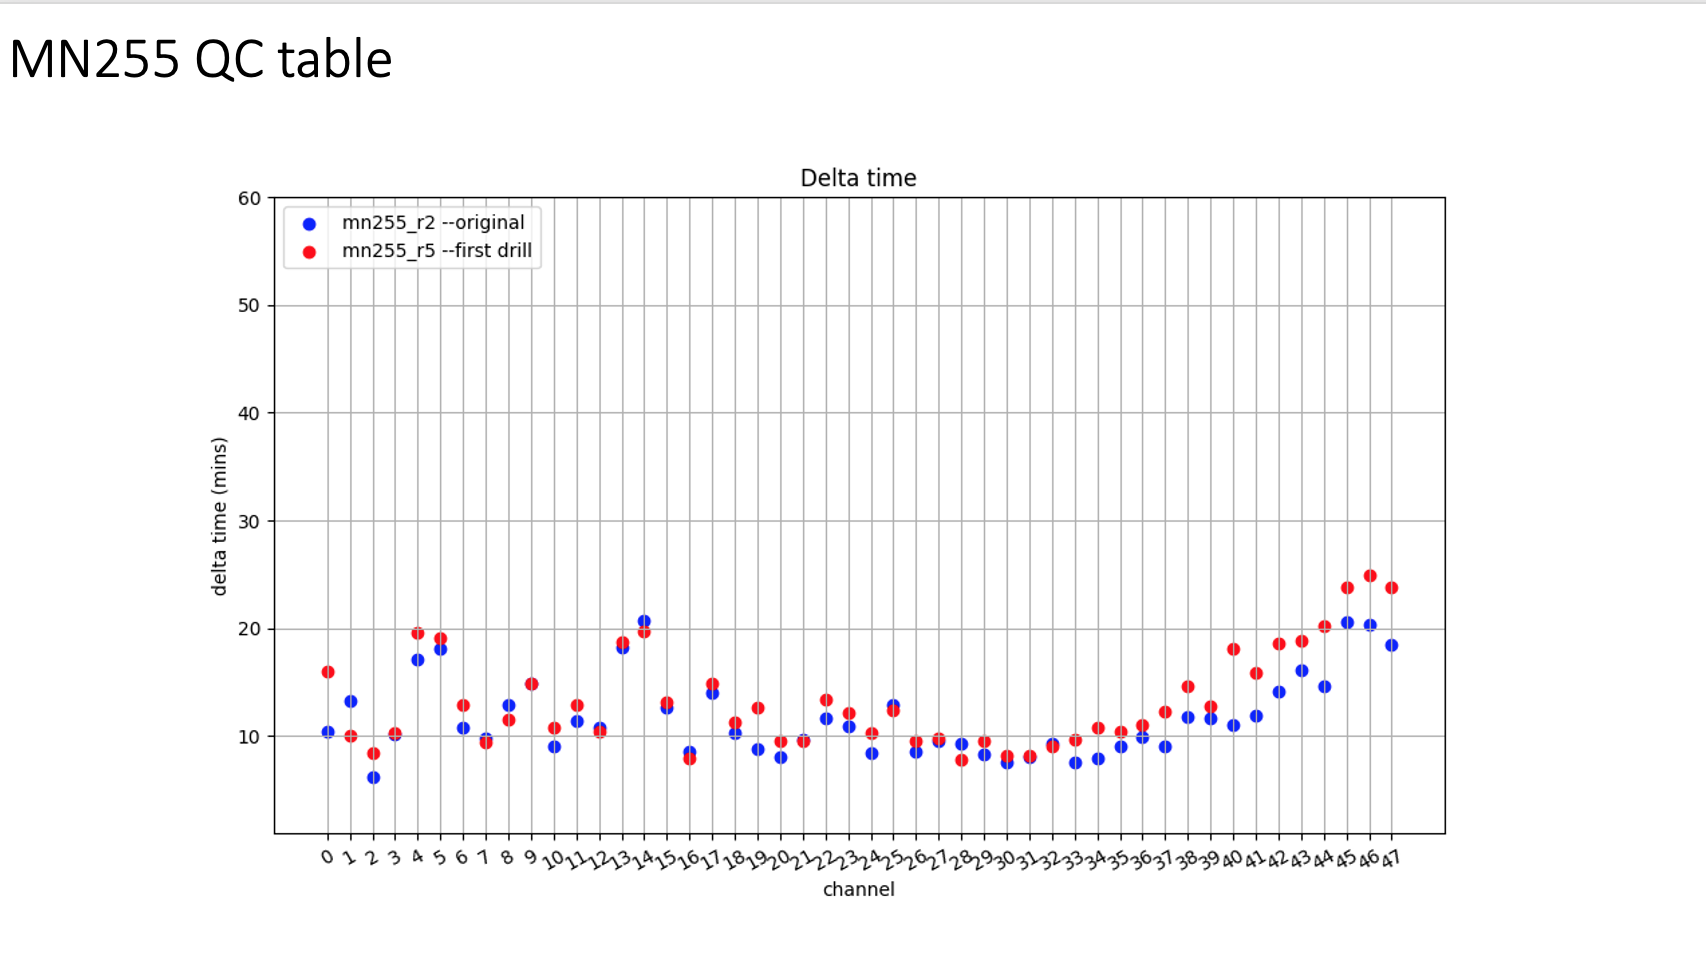 MN255 QC table
Delta time
mn255_r2 --original
mn255_r5 --first drill
60
50
40
30
20
10
delta time (mins)
0 1 2 3 4 5 6 7 8 9 10 11 12 13 14 15 16 17 18 19 20 21 22 23 24 25 26 27 28 29 30 31 32 33 34 35 36 37 38 39 40 41 42 43 44 45 46 47
channel